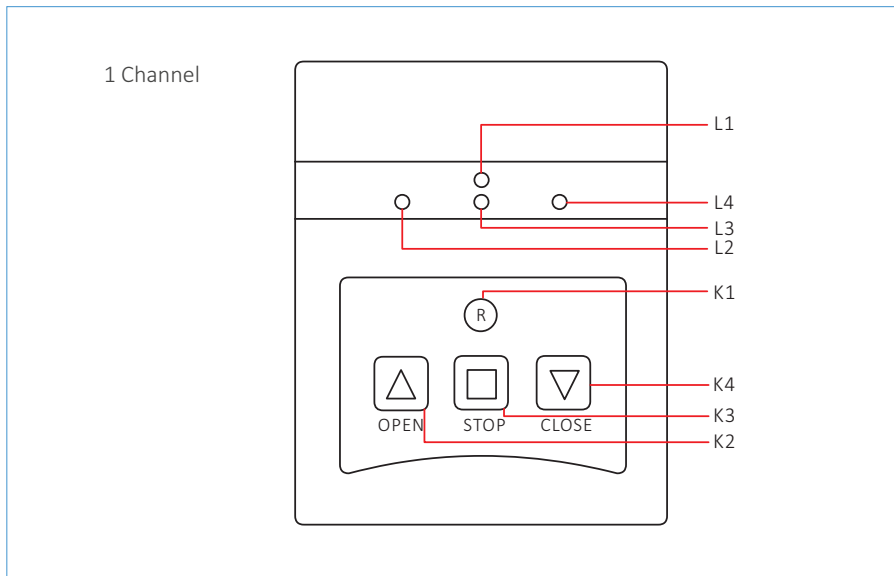 1 Channel
L1
L4
L3
L2
K1
R
K4
K3
OPEN STOP CLOSE
K2